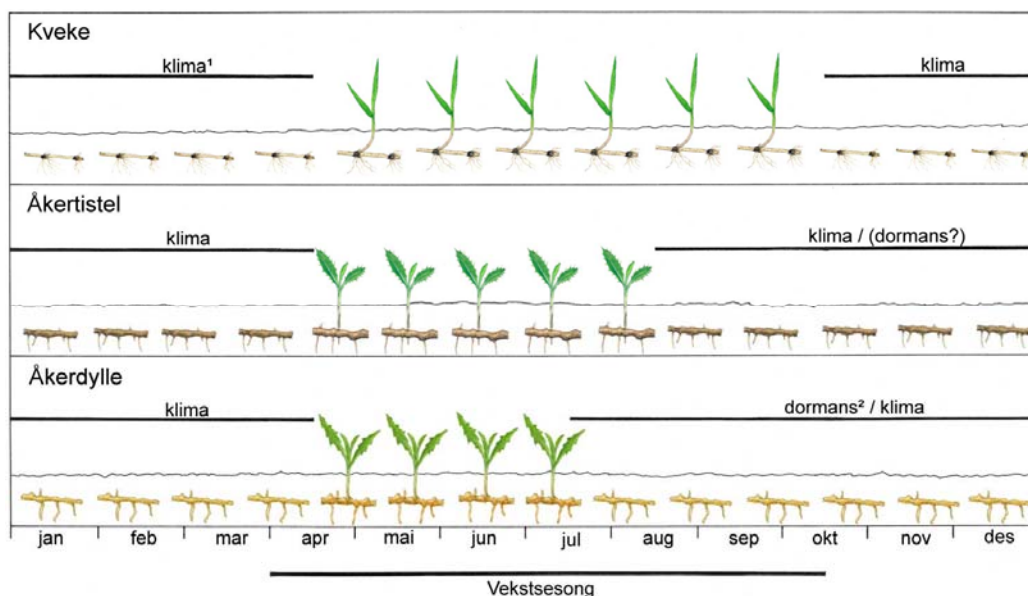 Kveke
klima¹
klima
Åkertistel
klima
klima / (dormans?)
Åkerdylle
klima
dormans² / klima
jan feb mar apr mai jun jul aug sep okt nov des
Vekstsesong